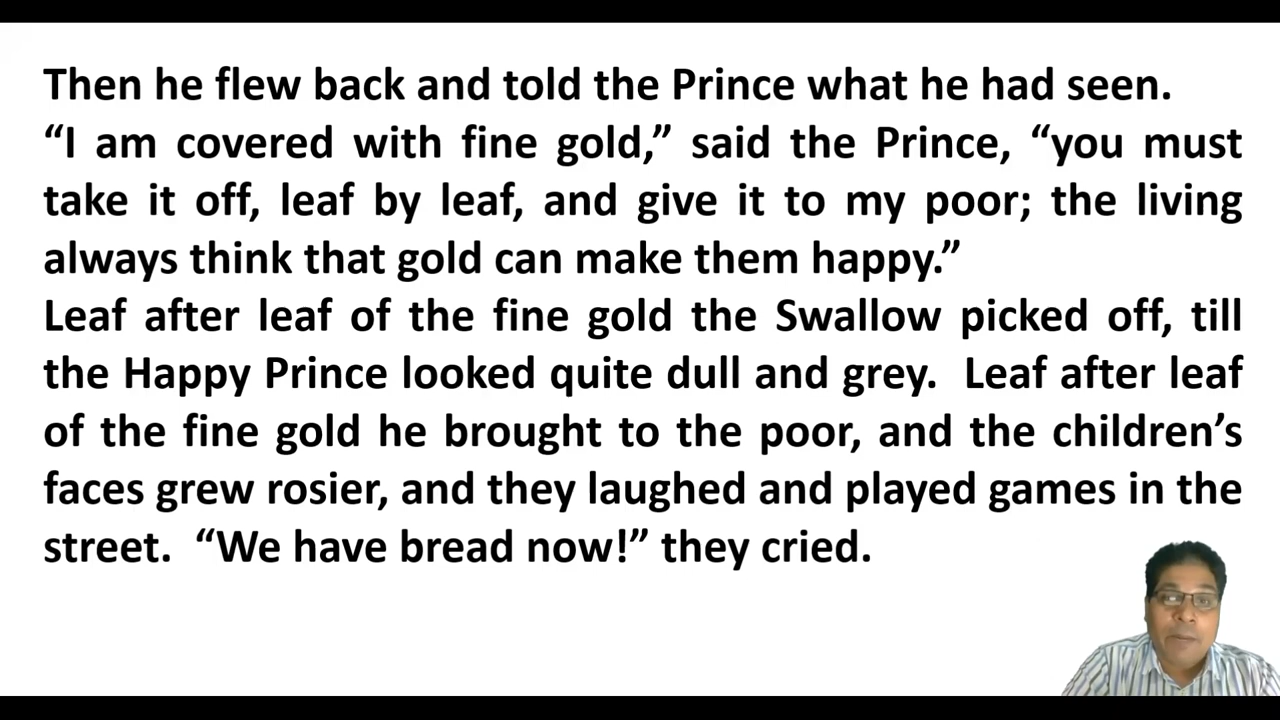 Then he flew back and told the Prince what he had seen.
“I am covered with fine gold,” said the Prince, “you must
take it off, leaf by leaf, and give it to my poor; the living
always think that gold can make them happy.”
Leaf after leaf of the fine gold the Swallow picked off, till
the Happy Prince looked quite dull and grey.  Leaf after leaf
of the fine gold he brought to the poor, and the children’s
faces grew rosier, and they laughed and played games in the
street.  “We have bread now!” they cried.